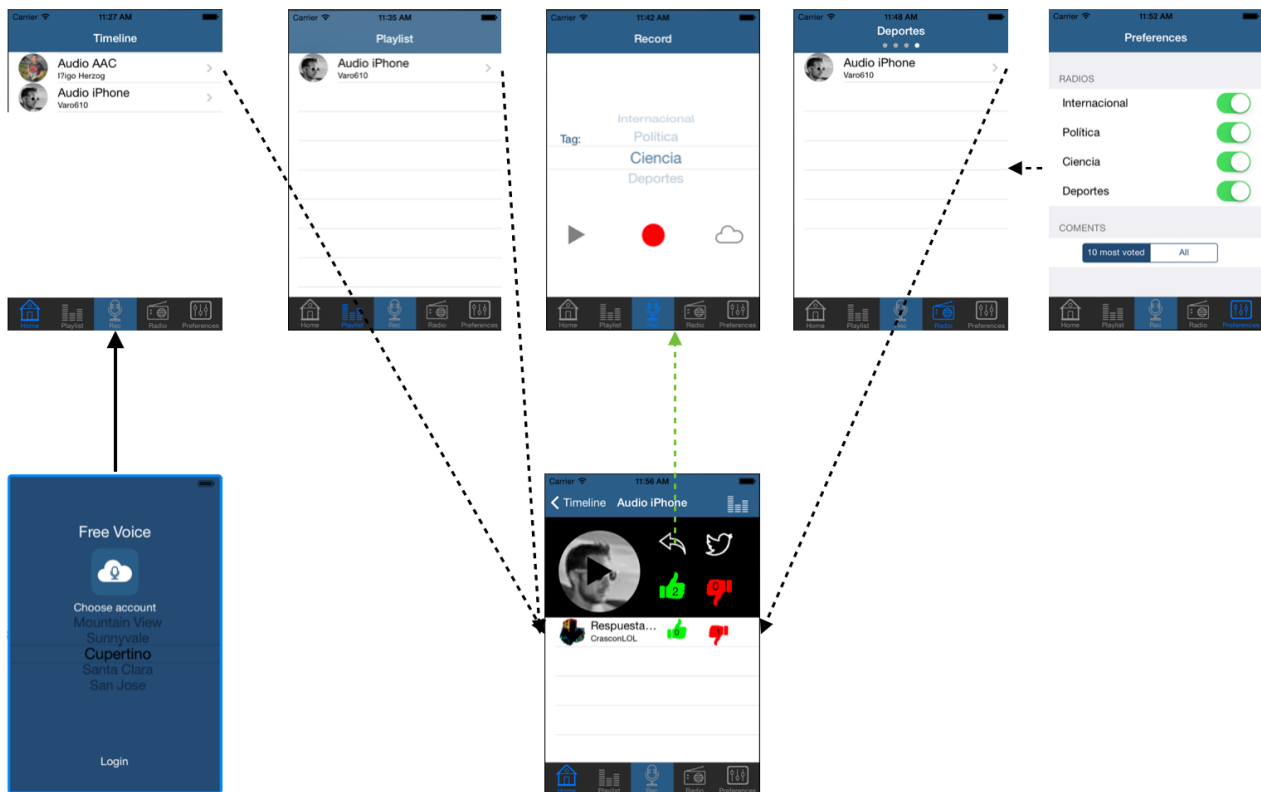 Carrier 11:27 AM
Timeline
Audio AAC
I?igo Herzog
Audio iPhone
Varo610
Home Playlist Rec Radio Preferences
Carrier 11:35 AM
Playlist
Audio iPhone
Varo610
Home Playlist Rec Radio Preferences
Carrier 11:42 AM
Record
Tag:
Internacional
Política
Ciencia
Deportes
Home Playlist Rec Radio Preferences
Carrier 11:48 AM
Deportes
Audio iPhone
Varo610
Home Playlist Rec Radio Preferences
Carrier 11:52 AM
Preferences
RADIOS
Internacional
Política
Ciencia
Deportes
COMENTS
10 most voted All
Home Playlist Rec Radio Preferences
Free Voice
Choose account
Mountain View
Sunnyvale
Cupertino
Santa Clara
San Jose
Login
Carrier 11:56 AM
Timeline Audio iPhone
2 0
Respuesta...
CrasconLOL
0 1
Home Playlist Rec Radio Preferences